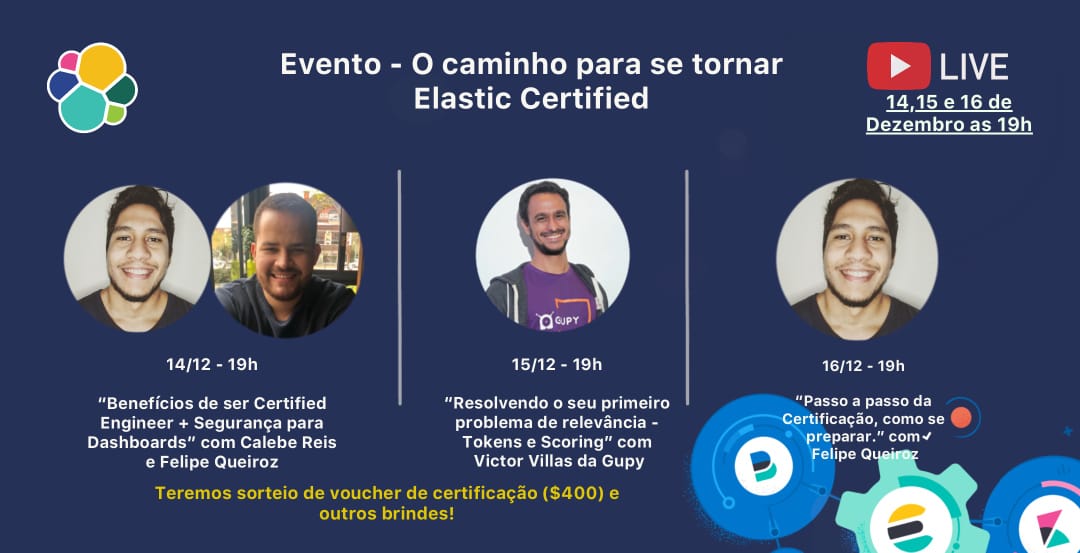 Evento - O caminho para se tornar
Elastic Certified
LIVE
14,15 e 16 de
Dezembro as 19h
GUPY
14/12 - 19h
“Benefícios de ser Certified
Engineer + Segurança para
Dashboards” com Calebe Reis
e Felipe Queiroz
15/12 - 19h
“Resolvendo o seu primeiro
problema de relevância -
Tokens e Scoring” com
Victor Villas da Gupy
16/12 - 19h
“Passo a passo da
Certificação, como se
preparar.” com
Felipe Queiroz
Teremos sorteio de voucher de certificação ($400) e
outros brindes!